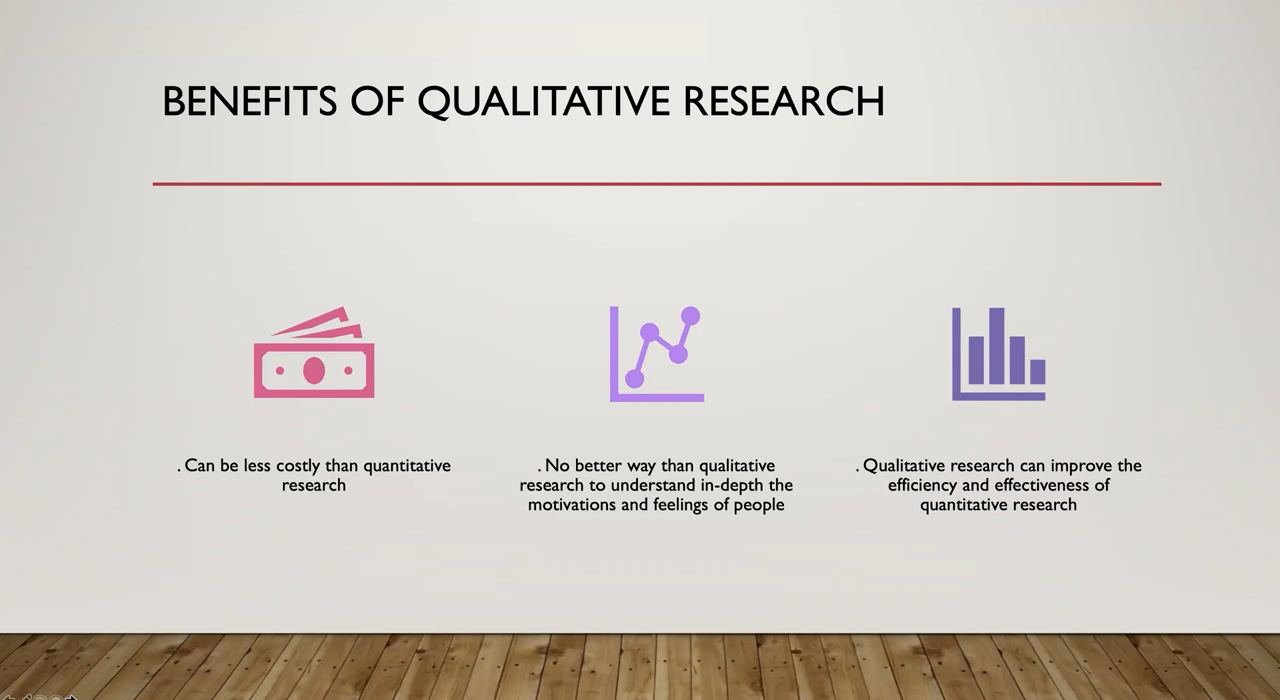 BENEFITS OF QUALITATIVE RESEARCH
. Can be less costly than quantitative
research
. No better way than qualitative
research to understand in-depth the
motivations and feelings of people
. Qualitative research can improve the
efficiency and effectiveness of
quantitative research